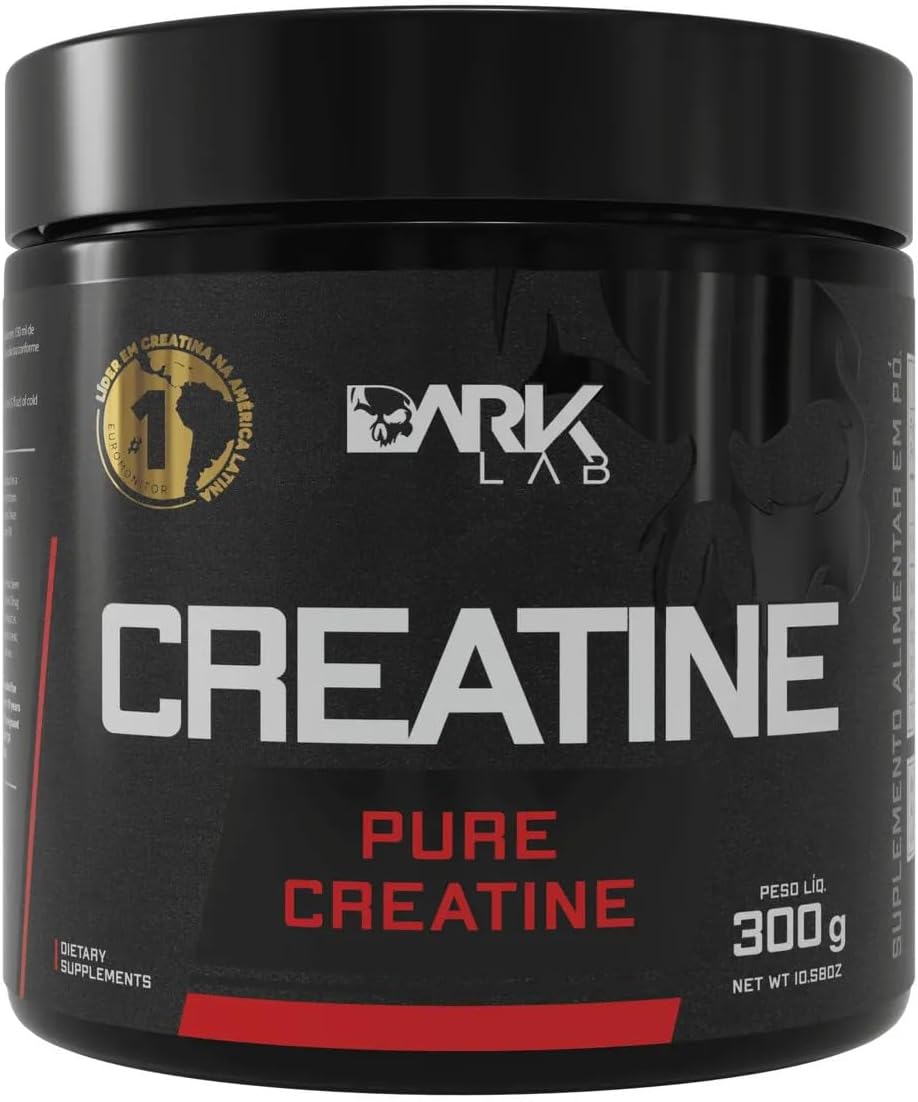 LÍDER EM CREATINA NA AMÉRICA LATINA
#1
EUROMONITOR
DARK
LAB
CREATINE
PURE
CREATINE
DIETARY
SUPPLEMENTS
PESO LÍQ.
300g
NET WT 10.58OZ
SUPLEMENTO ALIMENTAR EM PÓ.